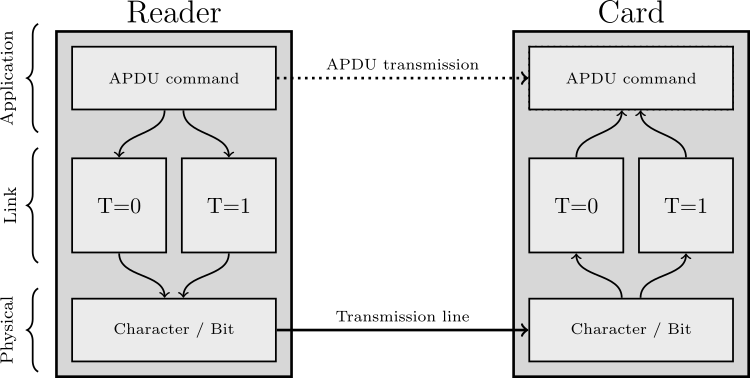 Reader
Card
Application
APDU command
APDU transmission
APDU command
Link
T=0
T=1
T=0
T=1
Physical
Character / Bit
Transmission line
Character / Bit